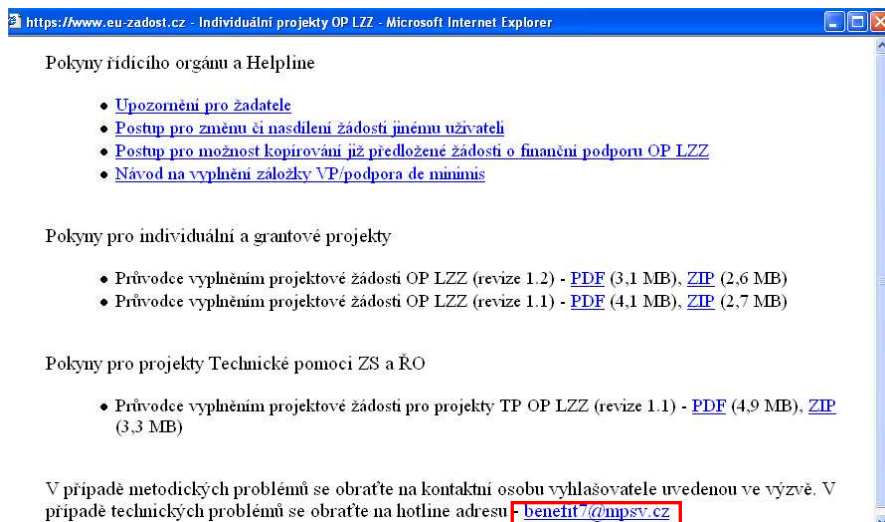 https://www.eu-zadost.cz - Individuální projekty OP LZZ - Microsoft Internet Explorer
Pokyny řídícího orgánu a Helpline
• Upozornění pro žadatele
• Postup pro změnu či nasdílení žádosti jinému uživateli
• Postup pro možnost kopírování již předložené žádosti o finanční podporu OP LZZ
• Návod na vyplnění záložky VP/podpora de minimis
Pokyny pro individuální a grantové projekty
• Průvodce vyplněním projektové žádosti OP LZZ (revize 1.2) - PDF (3,1 MB), ZIP (2,6 MB)
• Průvodce vyplněním projektové žádosti OP LZZ (revize 1.1) - PDF (4,1 MB), ZIP (2,7 MB)
Pokyny pro projekty Technické pomoci ZS a ŘO
• Průvodce vyplněním projektové žádosti pro projekty TP OP LZZ (revize 1.1) - PDF (4,9 MB), ZIP
(3,3 MB)
V případě metodických problémů se obraťte na kontaktní osobu vyhlašovatele uvedenou ve výzvě. V
případě technických problémů se obraťte na hotline adresu - benefit7@mpsv.cz